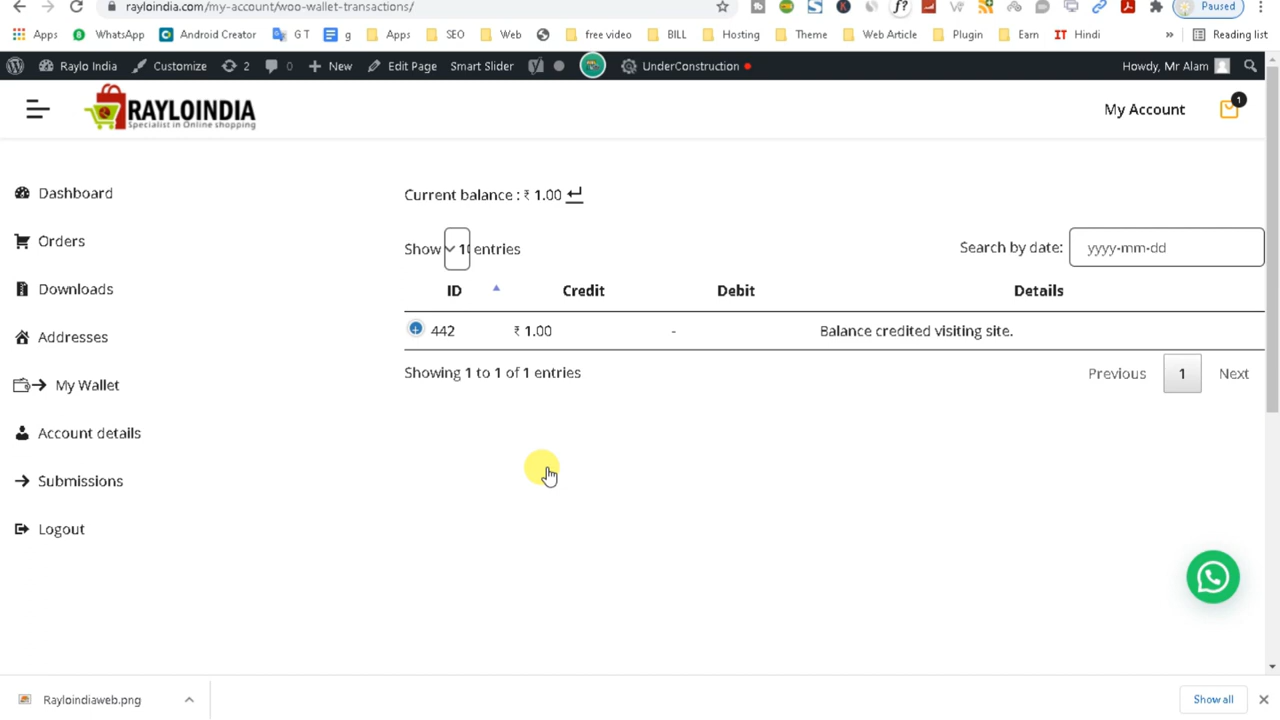 rayloindia.com/my-account/woo-wallet-transactions/
Paused
Apps WhatsApp Android Creator G T g Apps SEO Web free video BILL Hosting Theme Web Article Plugin Earn IT Hindi » Reading list
Raylo India Customize 2 0 New Edit Page Smart Slider UnderConstruction Howdy, Mr Alam
RAYLOINDIA
Specialist in Online shopping
My Account 1
Dashboard
Orders
Downloads
Addresses
My Wallet
Account details
Submissions
Logout
Current balance : ₹ 1.00
Show 10 entries
Search by date: yyyy-mm-dd
ID Credit Debit Details
442 ₹ 1.00 - Balance credited visiting site.
Showing 1 to 1 of 1 entries
Previous 1 Next
Rayloindiaweb.png
Show all